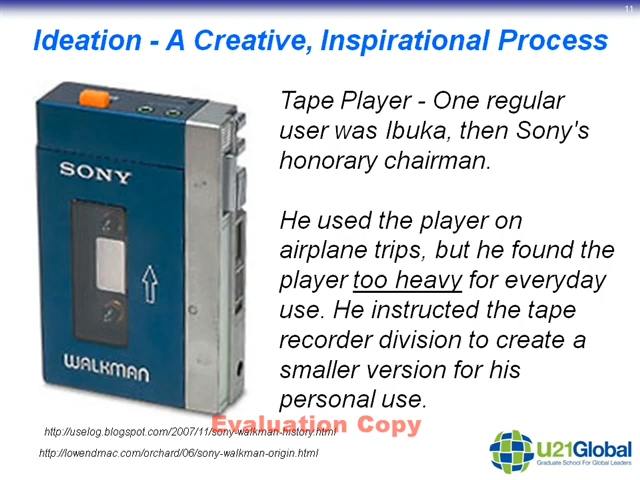 11
Ideation - A Creative, Inspirational Process
Tape Player - One regular
user was Ibuka, then Sony's
honorary chairman.
He used the player on
airplane trips, but he found the
player too heavy for everyday
use. He instructed the tape
recorder division to create a
smaller version for his
personal use.
SONY
WALKMAN
Evaluation Copy
http://uselog.blogspot.com/2007/11/sony-walkman-history.html
http://lowendmac.com/orchard/06/sony-walkman-origin.html
U21Global
Graduate School For Global Leaders